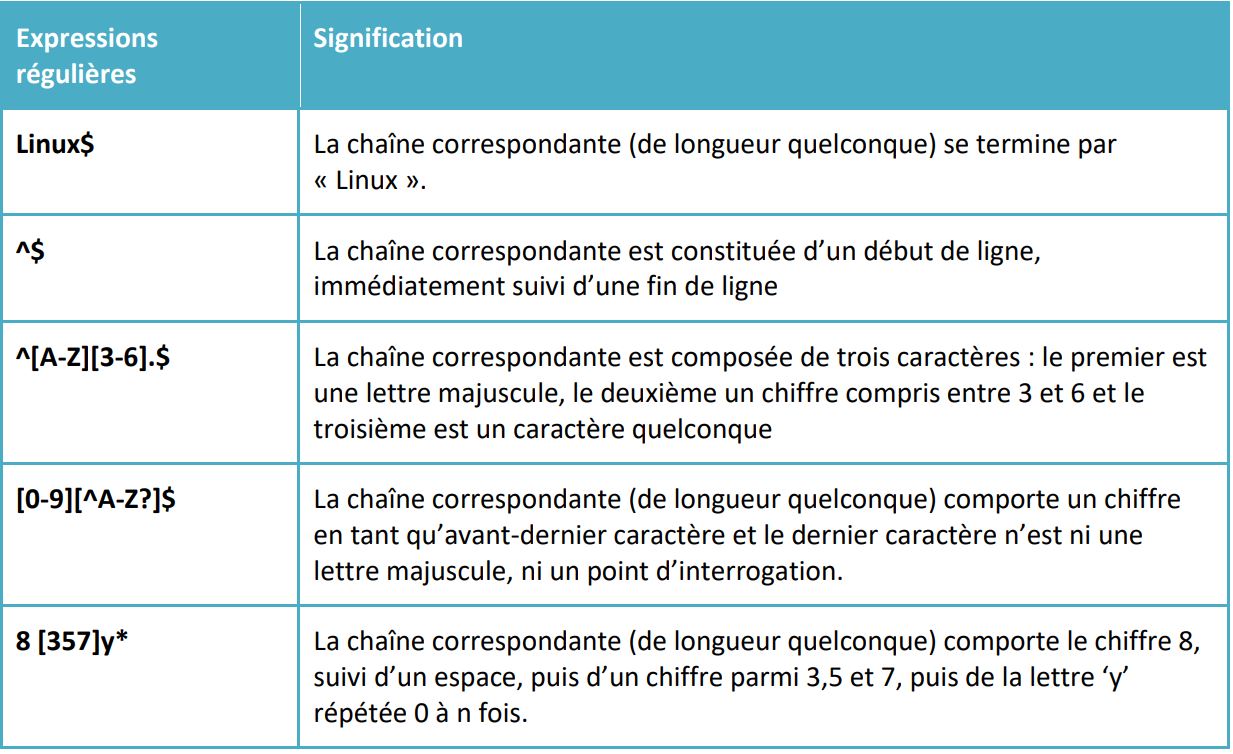 Expressions
régulières
Signification
Linux$
La chaîne correspondante (de longueur quelconque) se termine par
« Linux ».
^$
La chaîne correspondante est constituée d’un début de ligne,
immédiatement suivi d’une fin de ligne
^[A-Z][3-6].$
La chaîne correspondante est composée de trois caractères : le premier est
une lettre majuscule, le deuxième un chiffre compris entre 3 et 6 et le
troisième est un caractère quelconque
[0-9][^A-Z?]$
La chaîne correspondante (de longueur quelconque) comporte un chiffre
en tant qu’avant-dernier caractère et le dernier caractère n’est ni une
lettre majuscule, ni un point d’interrogation.
8 [357]y*
La chaîne correspondante (de longueur quelconque) comporte le chiffre 8,
suivi d’un espace, puis d’un chiffre parmi 3,5 et 7, puis de la lettre ‘y’
répétée 0 à n fois.